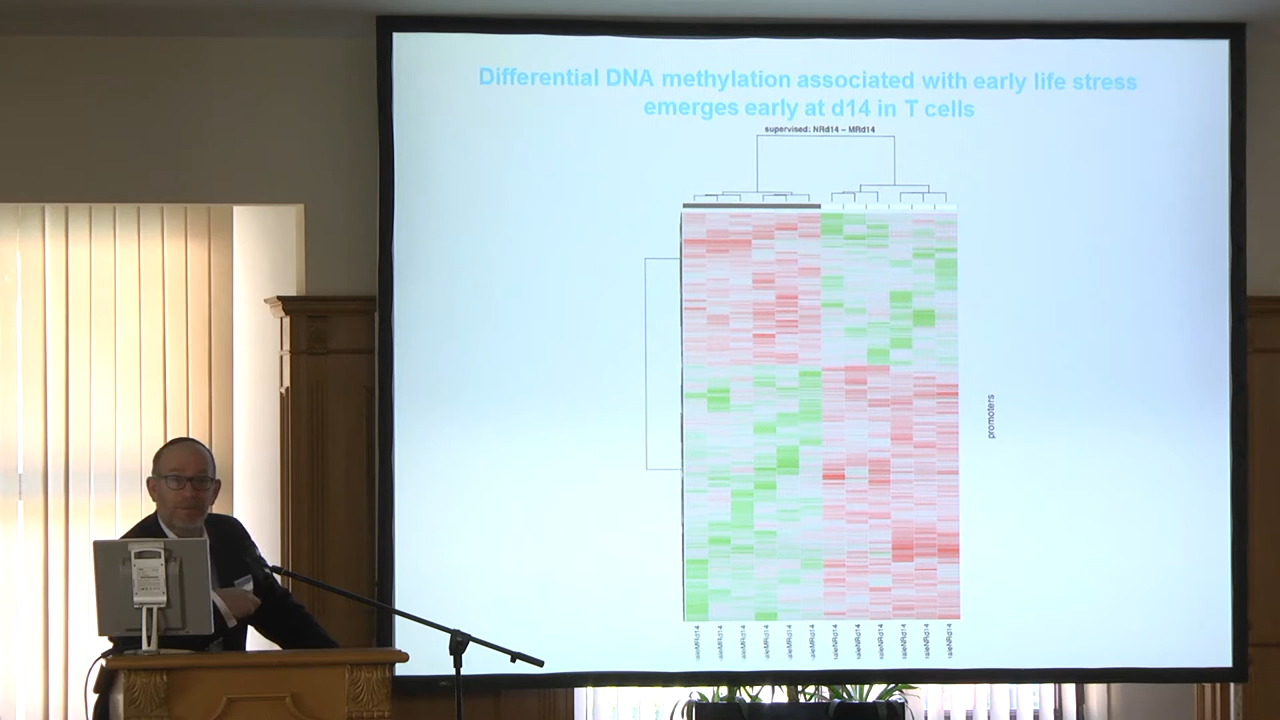 Differential DNA methylation associated with early life stress
emerges early at d14 in T cells
supervised: NRd14 – MRd14
promoters